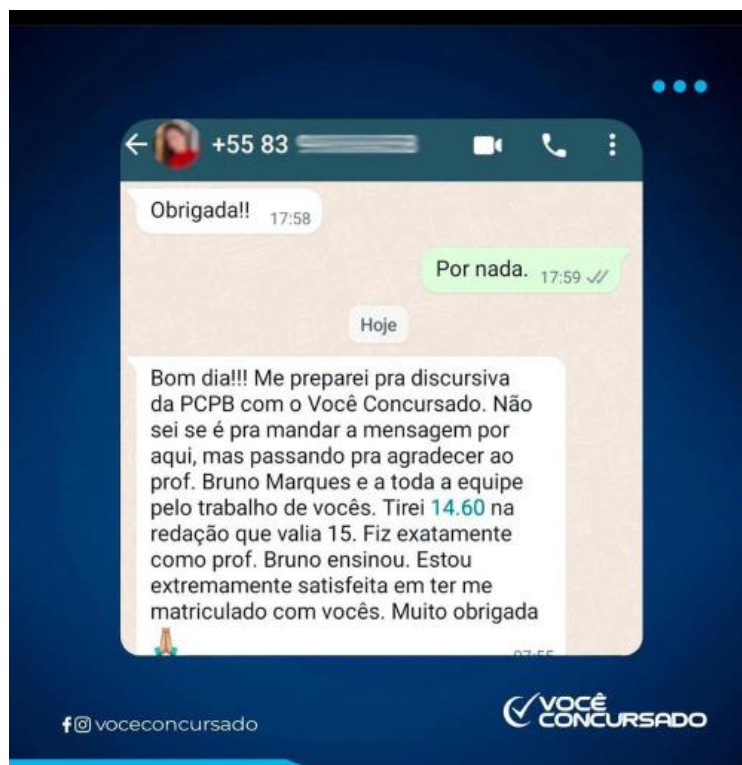 +55 83
Obrigada!! 17:58
Por nada. 17:59
Hoje
Bom dia!!! Me preparei pra discursiva
da PCPB com o Você Concursado. Não
sei se é pra mandar a mensagem por
aqui, mas passando pra agradecer ao
prof. Bruno Marques e a toda a equipe
pelo trabalho de vocês. Tirei 14.60 na
redação que valia 15. Fiz exatamente
como prof. Bruno ensinou. Estou
extremamente satisfeita em ter me
matriculado com vocês. Muito obrigada
voceconcursado
VOCÊ
CONCURSADO